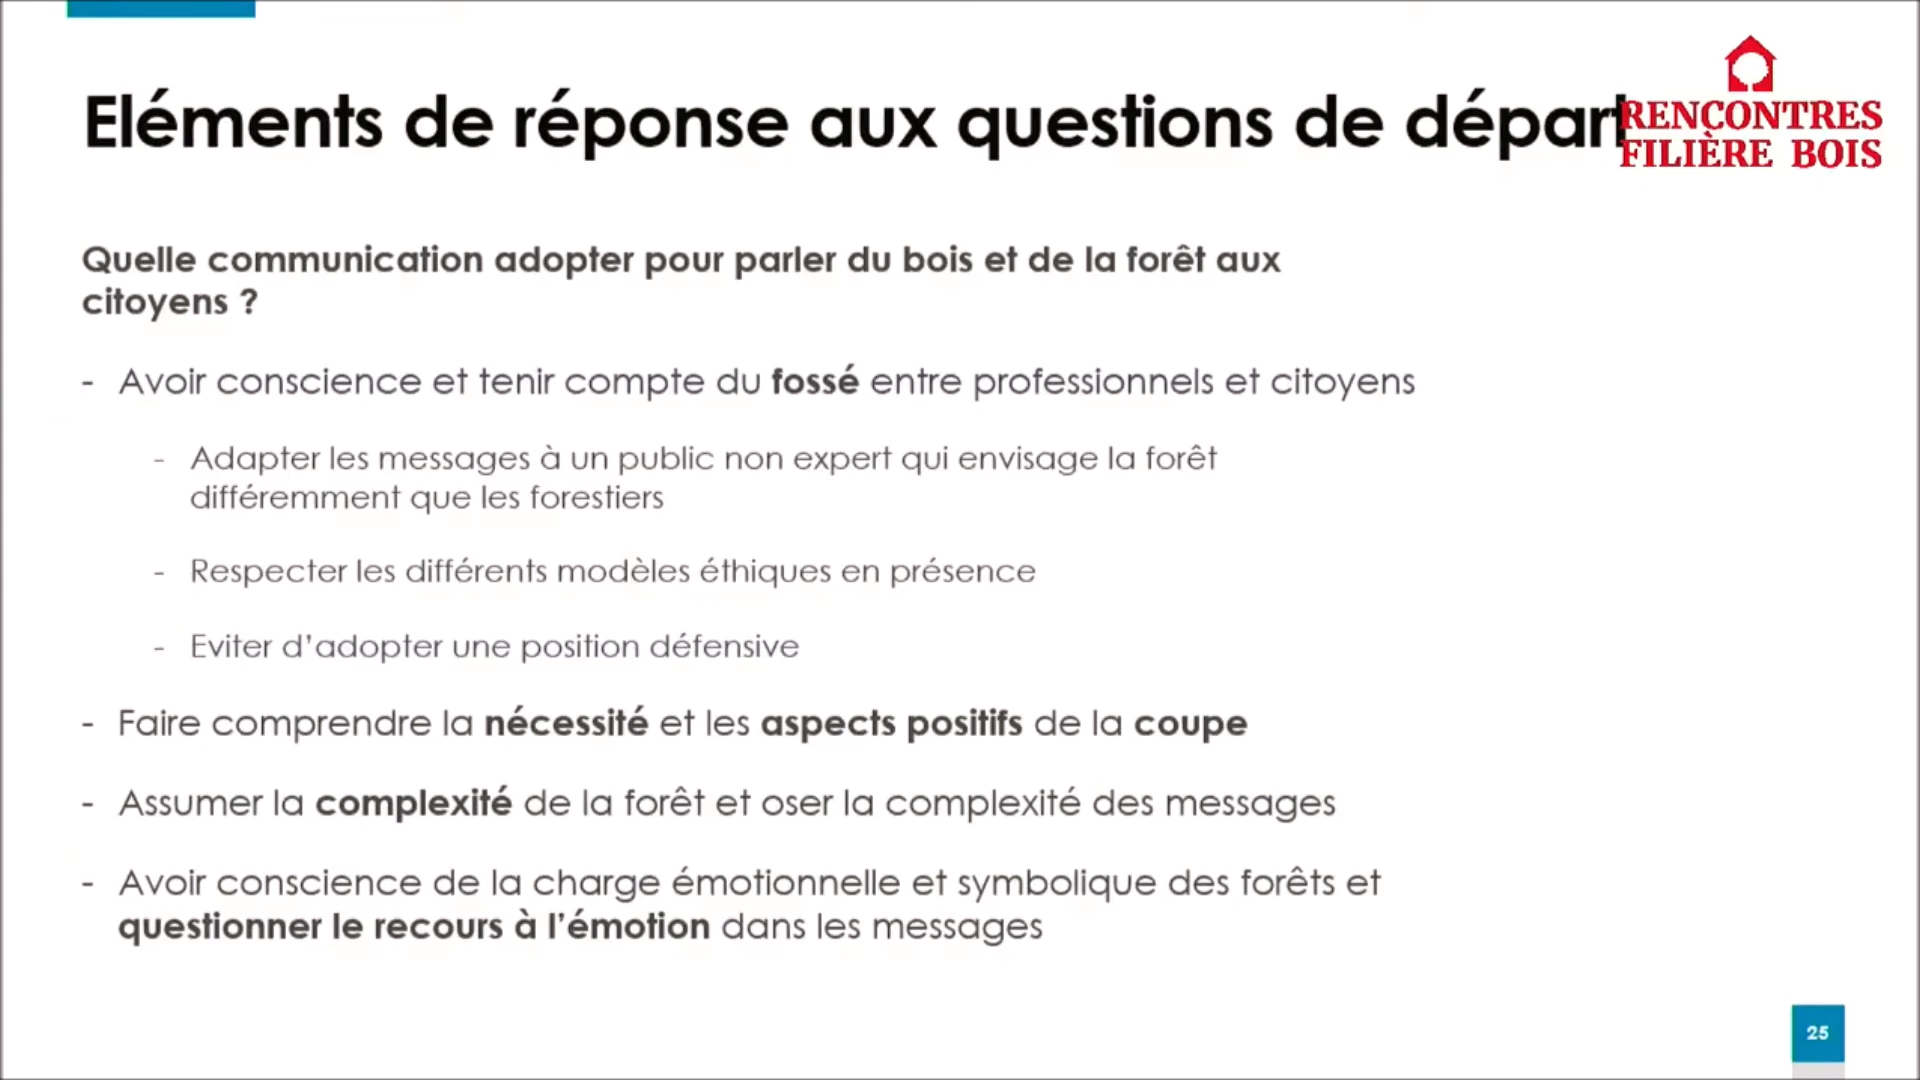 Eléments de réponse aux questions de départ
RENCONTRES
FILIÈRE BOIS
Quelle communication adopter pour parler du bois et de la forêt aux
citoyens ?
- Avoir conscience et tenir compte du fossé entre professionnels et citoyens
- Adapter les messages à un public non expert qui envisage la forêt
différemment que les forestiers
- Respecter les différents modèles éthiques en présence
- Eviter d'adopter une position défensive
- Faire comprendre la nécessité et les aspects positifs de la coupe
- Assumer la complexité de la forêt et oser la complexité des messages
- Avoir conscience de la charge émotionnelle et symbolique des forêts et
questionner le recours à l'émotion dans les messages
25